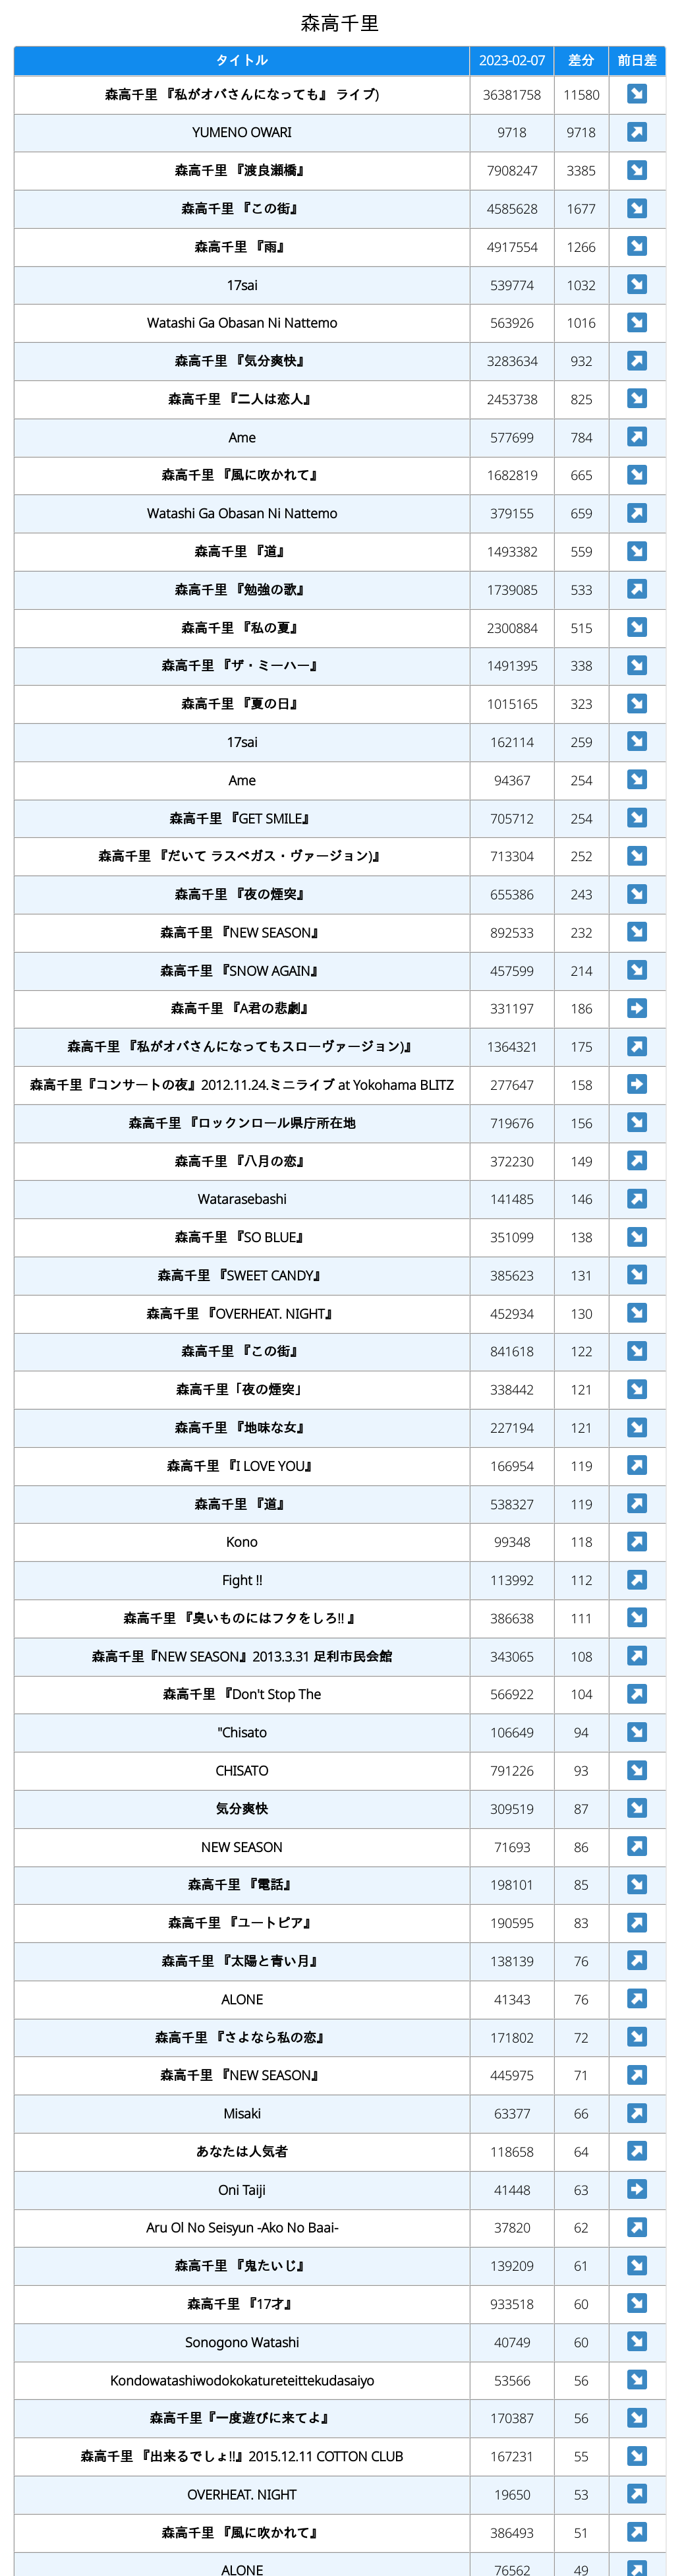 森高千里
タイトル 2023-02-07 差分 前日差
森高千里 『私がオバさんになっても』 ライブ) 36381758 11580 ↘
YUMENO OWARI 9718 9718 ↗
森高千里 『渡良瀬橋』 7908247 3385 ↘
森高千里 『この街』 4585628 1677 ↘
森高千里 『雨』 4917554 1266 ↘
17sai 539774 1032 ↘
Watashi Ga Obasan Ni Nattemo 563926 1016 ↘
森高千里 『気分爽快』 3283634 932 ↗
森高千里 『二人は恋人』 2453738 825 ↘
Ame 577699 784 ↗
森高千里 『風に吹かれて』 1682819 665 ↘
Watashi Ga Obasan Ni Nattemo 379155 659 ↗
森高千里 『道』 1493382 559 ↘
森高千里 『勉強の歌』 1739085 533 ↗
森高千里 『私の夏』 2300884 515 ↘
森高千里 『ザ・ミーハー』 1491395 338 ↘
森高千里 『夏の日』 1015165 323 ↘
17sai 162114 259 ↘
Ame 94367 254 ↘
森高千里 『GET SMILE』 705712 254 ↘
森高千里 『だいて ラスベガス・ヴァージョン)』 713304 252 ↘
森高千里 『夜の煙突』 655386 243 ↘
森高千里 『NEW SEASON』 892533 232 ↘
森高千里 『SNOW AGAIN』 457599 214 ↘
森高千里 『A君の悲劇』 331197 186 ➡
森高千里 『私がオバさんになってもスローヴァージョン)』 1364321 175 ↗
森高千里『コンサートの夜』2012.11.24.ミニライブ at Yokohama BLITZ 277647 158 ➡
森高千里 『ロックンロール県庁所在地 719676 156 ↘
森高千里 『八月の恋』 372230 149 ↗
Watarasebashi 141485 146 ↗
森高千里 『SO BLUE』 351099 138 ↘
森高千里 『SWEET CANDY』 385623 131 ↘
森高千里 『OVERHEAT. NIGHT』 452934 130 ↘
森高千里 『この街』 841618 122 ↘
森高千里「夜の煙突」 338442 121 ↘
森高千里 『地味な女』 227194 121 ↘
森高千里 『I LOVE YOU』 166954 119 ↗
森高千里 『道』 538327 119 ↗
Kono 99348 118 ↗
Fight !! 113992 112 ↗
森高千里 『臭いものにはフタをしろ!! 』 386638 111 ↘
森高千里『NEW SEASON』2013.3.31 足利市民会館 343065 108 ↗
森高千里 『Don't Stop The 566922 104 ↗
"Chisato 106649 94 ↘
CHISATO 791226 93 ↘
気分爽快 309519 87 ↘
NEW SEASON 71693 86 ↗
森高千里 『電話』 198101 85 ↘
森高千里 『ユートピア』 190595 83 ↗
森高千里 『太陽と青い月』 138139 76 ↗
ALONE 41343 76 ↗
森高千里 『さよなら私の恋』 171802 72 ↘
森高千里 『NEW SEASON』 445975 71 ↗
Misaki 63377 66 ↗
あなたは人気者 118658 64 ↗
Oni Taiji 41448 63 ➡
Aru Ol No Seisyun -Ako No Baai- 37820 62 ↗
森高千里 『鬼たいじ』 139209 61 ↘
森高千里 『17才』 933518 60 ↘
Sonogono Watashi 40749 60 ↘
Kondowatashiwodokokatureteittekudasaiyo 53566 56 ↘
森高千里『一度遊びに来てよ』 170387 56 ↘
森高千里 『出来るでしょ!!』2015.12.11 COTTON CLUB 167231 55 ↘
OVERHEAT. NIGHT 19650 53 ↗
森高千里 『風に吹かれて』 386493 51 ↗
ALONE 76562 49 ↗